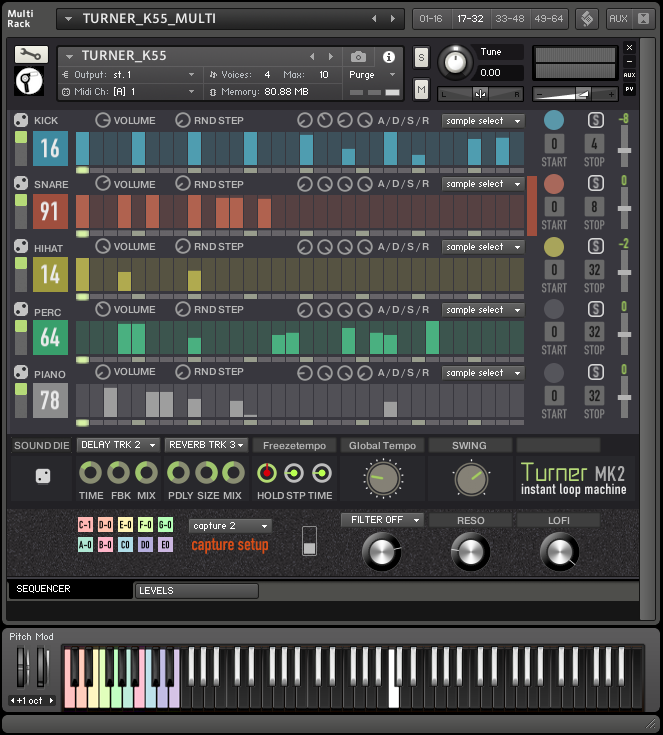 Multi Rack
TURNER_K55_MULTI
01-16 17-32 33-48 49-64 AUX
TURNER_K55
Output: st. 1 Voices: 4 Max: 10 Purge
Midi Ch: [A] 1 Memory: 80.88 MB
S
M
Tune
0.00
L R
AUX
PV
KICK VOLUME RND STEP A/D/S/R sample select S -8
16 0 4
START STOP
SNARE VOLUME RND STEP A/D/S/R sample select S 0
91 0 8
START STOP
HIHAT VOLUME RND STEP A/D/S/R sample select S -2
14 0 32
START STOP
PERC VOLUME RND STEP A/D/S/R sample select S 0
64 0 32
START STOP
PIANO VOLUME RND STEP A/D/S/R sample select S 0
78 0 32
START STOP
SOUND DIE DELAY TRK 2 REVERB TRK 3 Freezetempo Global Tempo SWING
TIME FBK MIX PDLY SIZE MIX HOLD STP TIME
Turner MK2
instant loop machine
C-1 D-0 E-0 F-0 G-0
A-0 B-0 C0 D0 E0
capture 2
capture setup
FILTER OFF RESO LOFI
SEQUENCER LEVELS
Pitch Mod
+1 oct